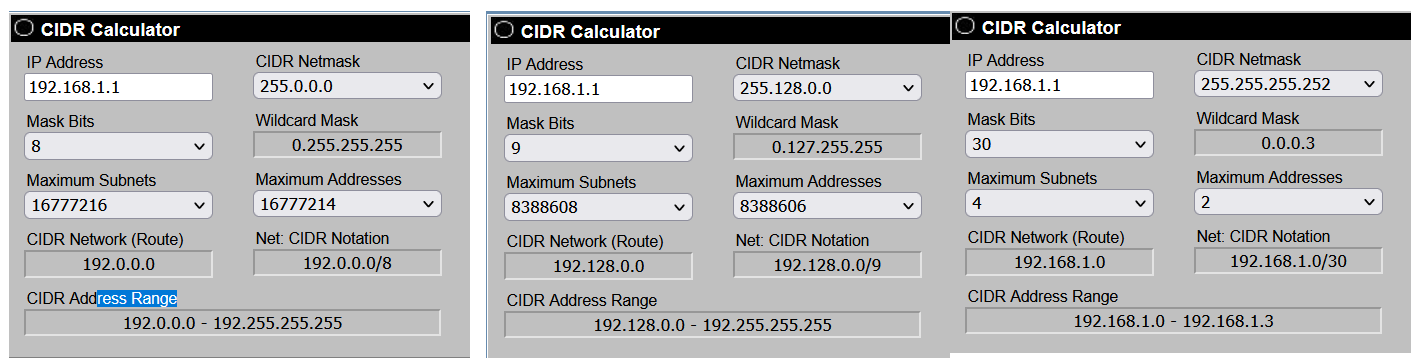 CIDR Calculator
IP Address
CIDR Netmask
192.168.1.1
255.0.0.0
Mask Bits
Wildcard Mask
8
0.255.255.255
Maximum Subnets
Maximum Addresses
16777216
16777214
CIDR Network (Route)
Net: CIDR Notation
192.0.0.0
192.0.0.0/8
CIDR Address Range
192.0.0.0 - 192.255.255.255
CIDR Calculator
IP Address
CIDR Netmask
192.168.1.1
255.128.0.0
Mask Bits
Wildcard Mask
9
0.127.255.255
Maximum Subnets
Maximum Addresses
8388608
8388606
CIDR Network (Route)
Net: CIDR Notation
192.128.0.0
192.128.0.0/9
CIDR Address Range
192.128.0.0 - 192.255.255.255
CIDR Calculator
IP Address
CIDR Netmask
192.168.1.1
255.255.255.252
Mask Bits
Wildcard Mask
30
0.0.0.3
Maximum Subnets
Maximum Addresses
4
2
CIDR Network (Route)
Net: CIDR Notation
192.168.1.0
192.168.1.0/30
CIDR Address Range
192.168.1.0 - 192.168.1.3